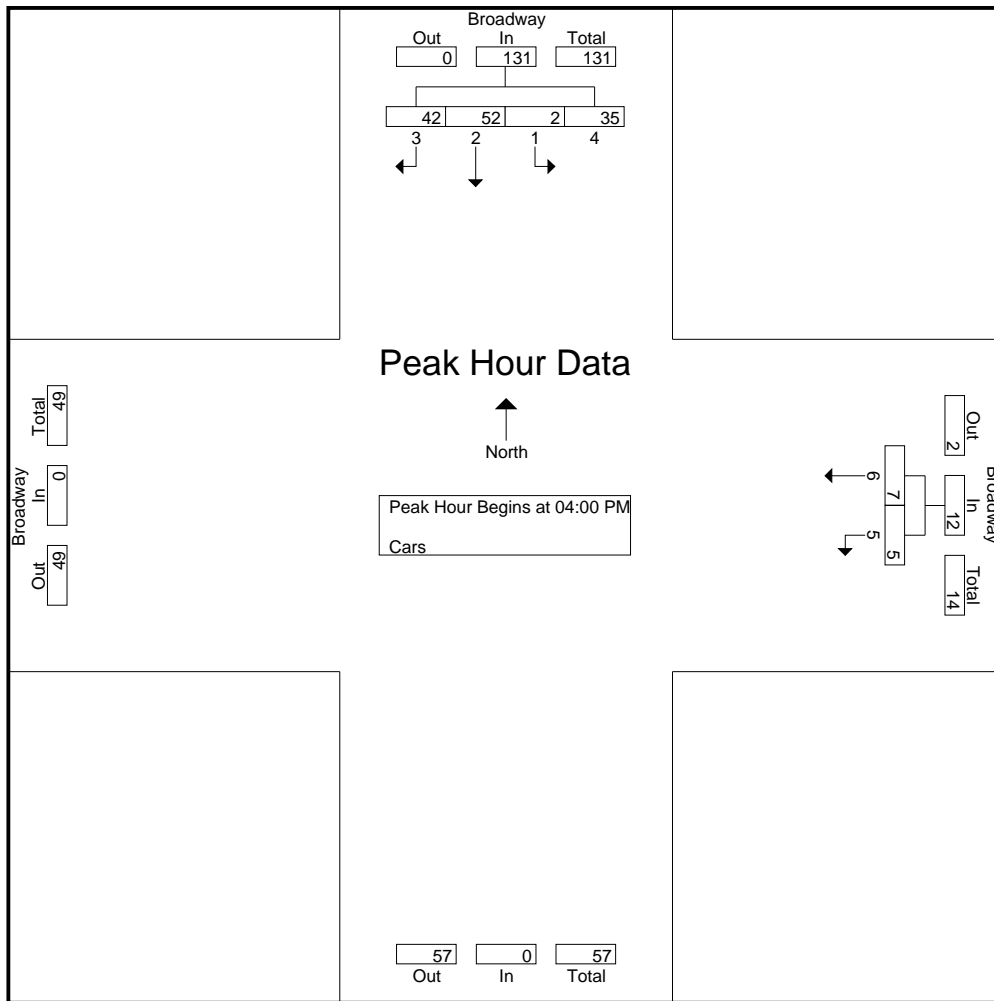 Broadway
Out In Total
0 131 131
42 52 2 35
3 2 1 4
Peak Hour Data
North
Peak Hour Begins at 04:00 PM
Cars
Broadway
Total In Out
49 0 49
Broadway
Out In Total
2 12 14
7 5
6 5
57 0 57
Out In Total